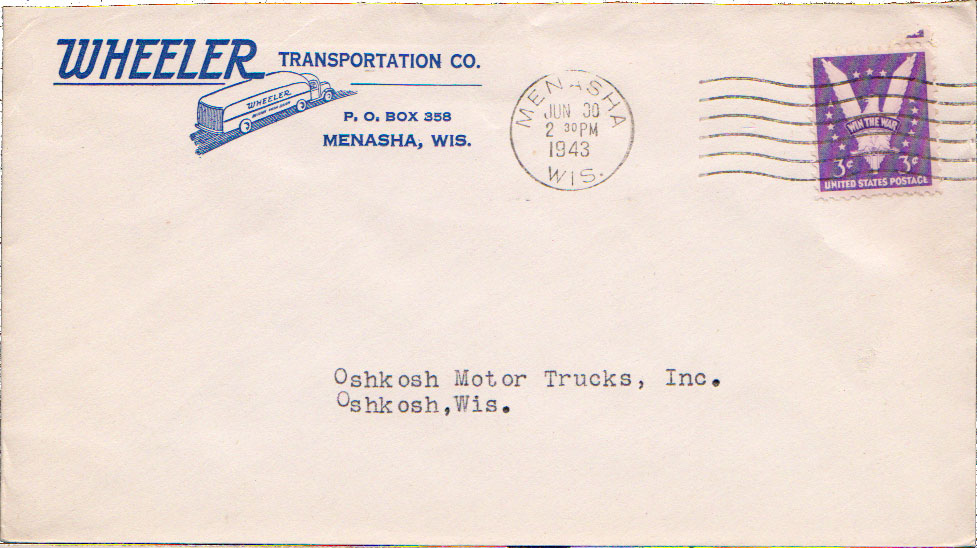 WHEELER TRANSPORTATION CO.
WHEELER
P. O. BOX 358
MENASHA, WIS.
MENASHA
JUN 30
2 30 PM
1943
WIS.
WIN THE WAR
3¢ 3¢
UNITED STATES POSTAGE
Oshkosh Motor Trucks, Inc.
Oshkosh,Wis.